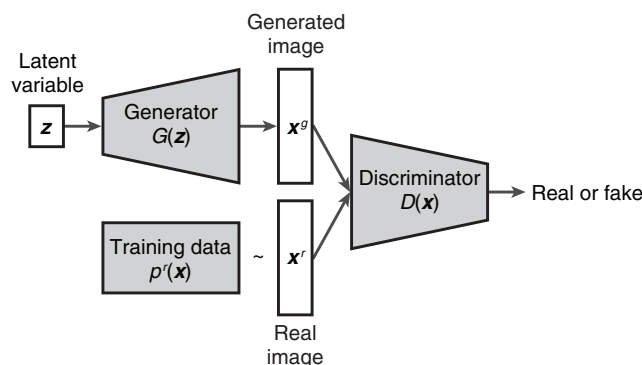 Generated
image
Latent
variable
z
Generator
G(z)
x^g
Discriminator
D(x)
Real or fake
Training data
p^r(x)
~
x^r
Real
image